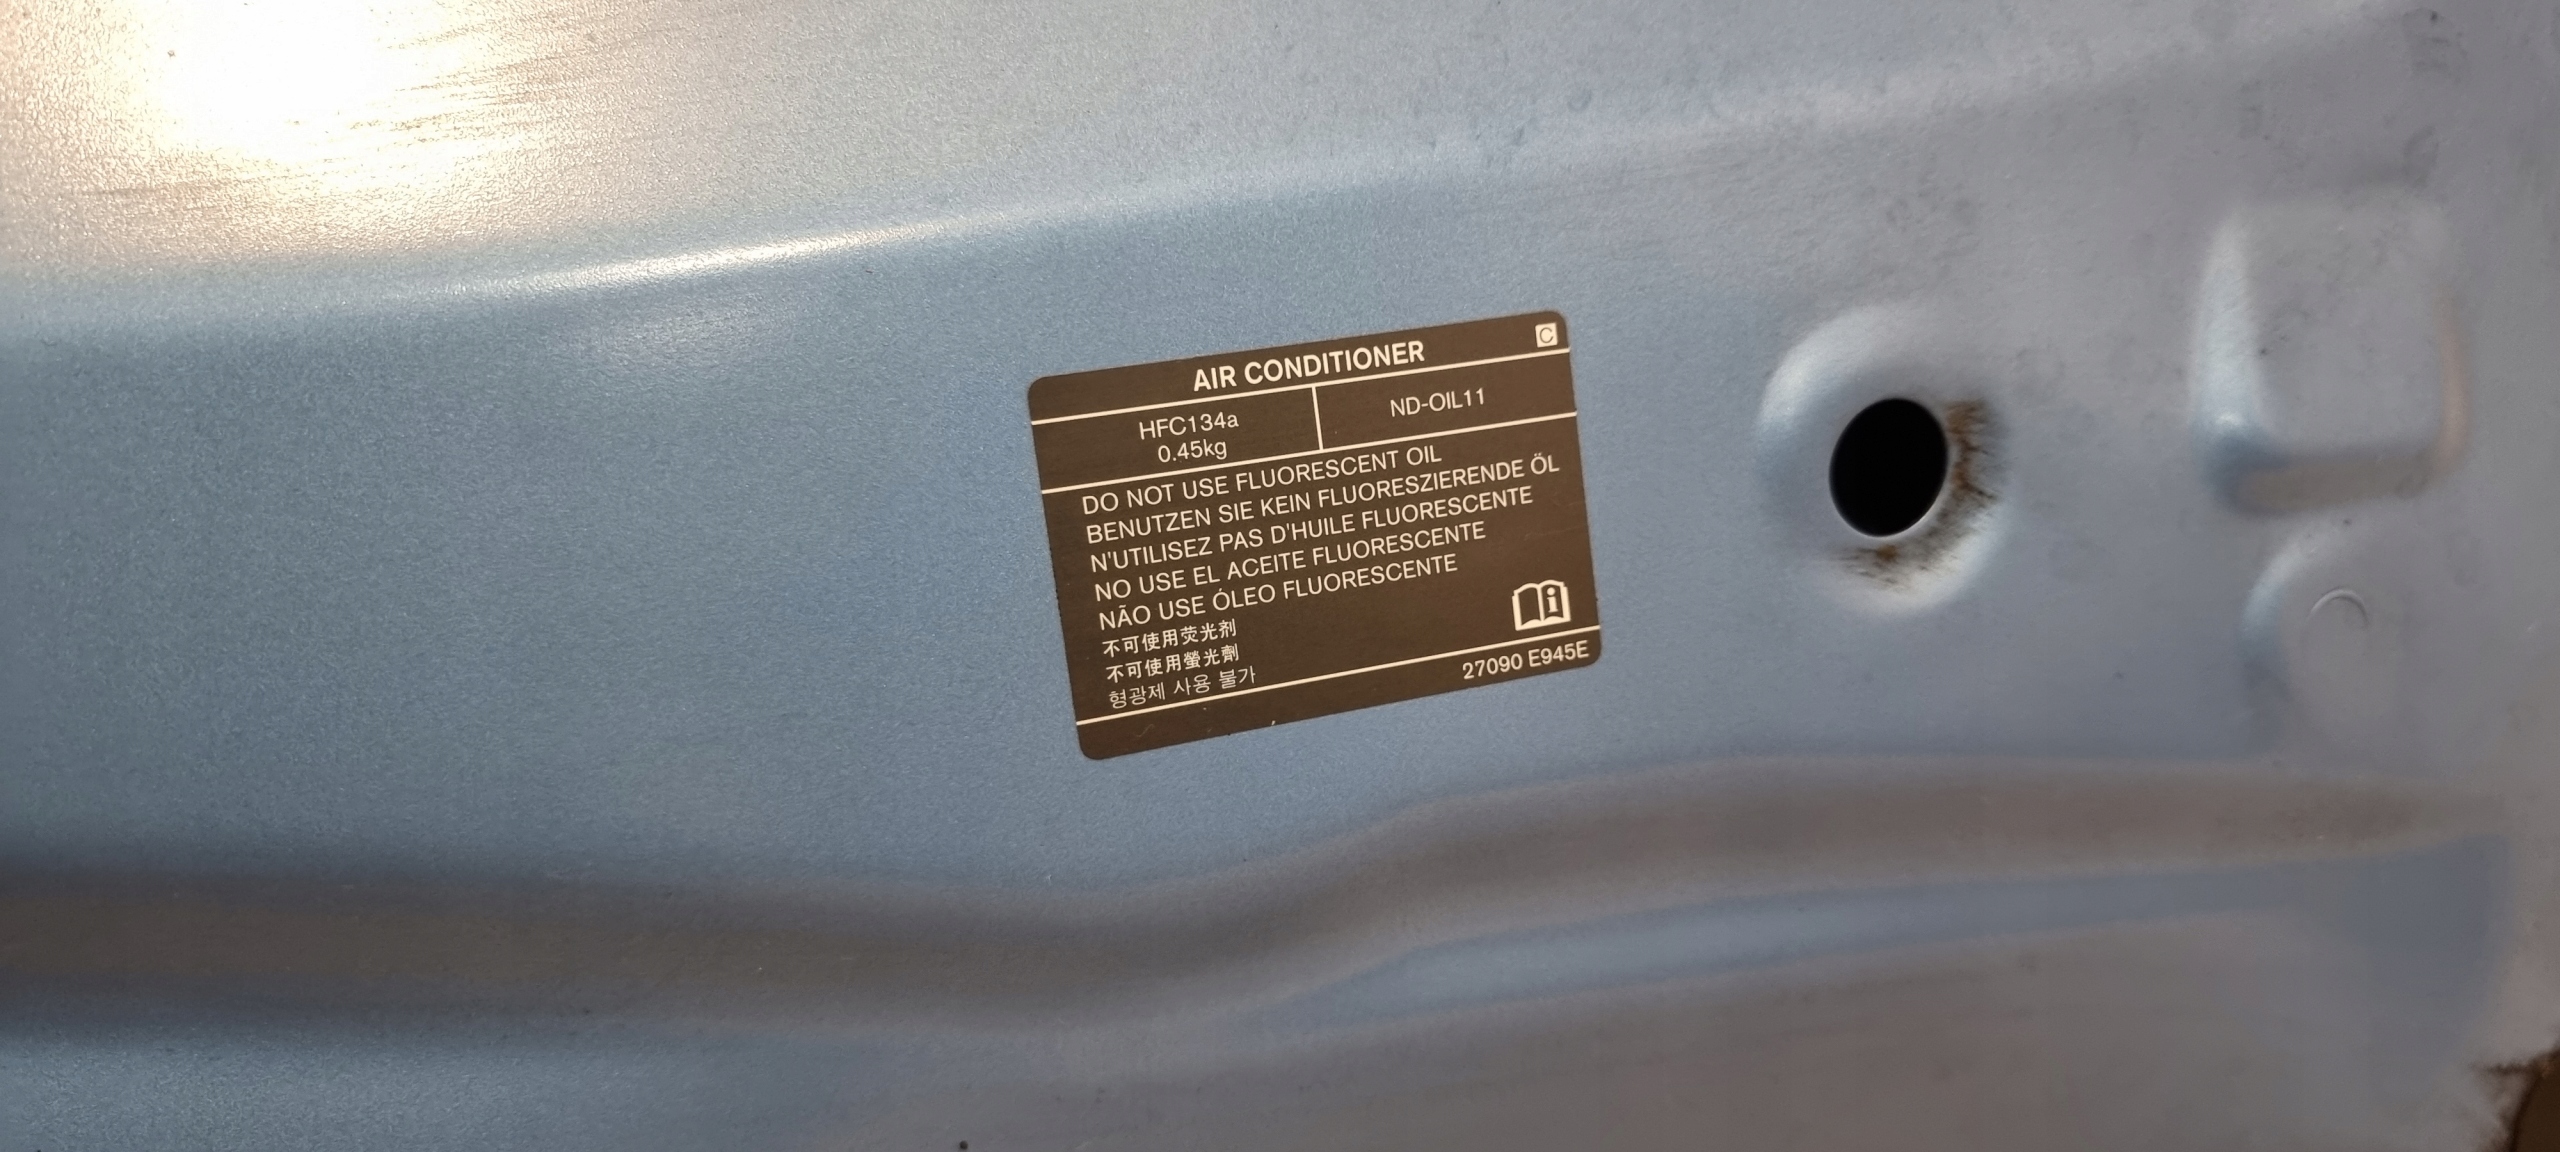 AIR CONDITIONER C
HFC134a ND-OIL11
0.45kg
DO NOT USE FLUORESCENT OIL
BENUTZEN SIE KEIN FLUORESZIERENDE ÖL
N'UTILISEZ PAS D'HUILE FLUORESCENTE
NO USE EL ACEITE FLUORESCENTE
NÃO USE ÓLEO FLUORESCENTE
不可使用荧光剂
不可使用螢光劑
형광제 사용 불가
27090 E945E